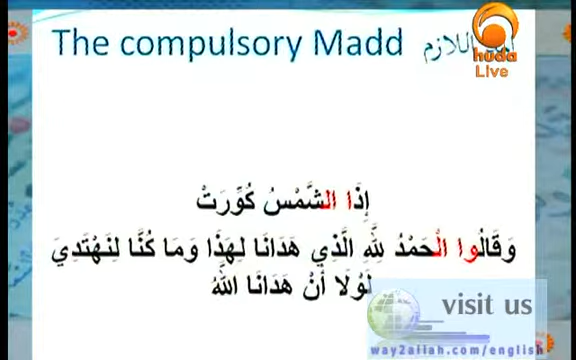 The compulsory Madd المد اللازم
huda
Live
إِذَا الشَّمْسُ كُوِّرَتْ
وَقَالُوا الْحَمْدُ لِلَّهِ الَّذِي هَدَانَا لِهَذَا وَمَا كُنَّا لِنَهْتَدِيَ
لَوْلَا أَنْ هَدَانَا اللَّهُ
visit us
way2allah.com/english